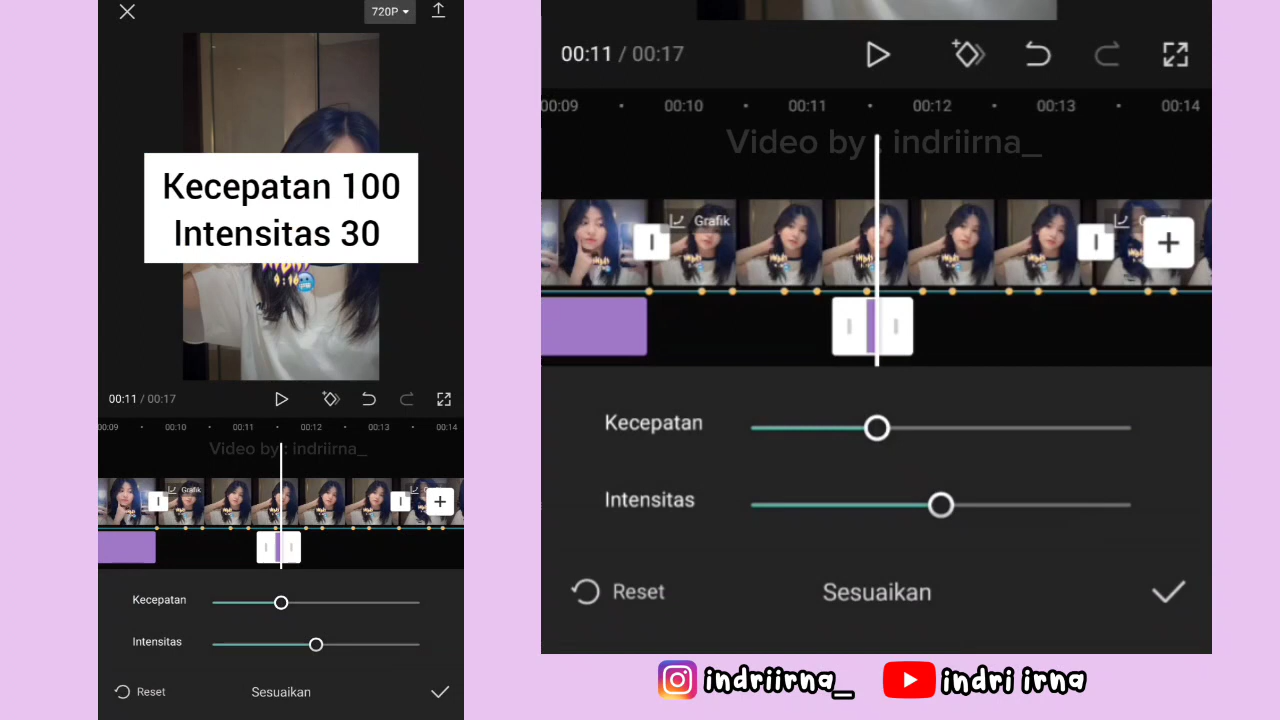 720P
Kecepatan 100
Intensitas 30
9:16
00:11 / 00:17
00:09 00:10 00:11 00:12 00:13 00:14
Video by : indriirna_
Grafik
Kecepatan
Intensitas
Reset
Sesuaikan
00:11 / 00:17
00:09 00:10 00:11 00:12 00:13 00:14
Video by : indriirna_
Grafik
Kecepatan
Intensitas
Reset
Sesuaikan
indriirna_
indri irna